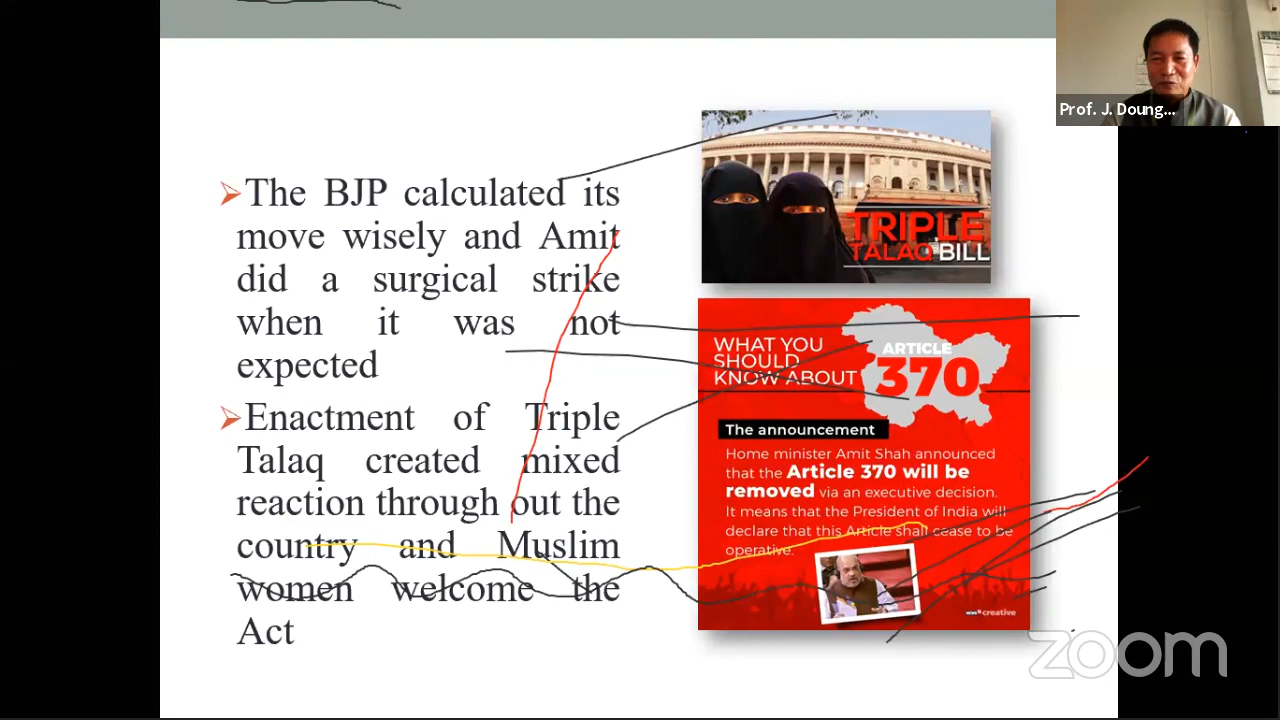 Prof. J. Doung...
The BJP calculated its
move wisely and Amit
did a surgical strike
when it was not
expected
Enactment of Triple
Talaq created mixed
reaction through out the
country and Muslim
women welcome the
Act
TRIPLE
TALAQ BILL
WHAT YOU
SHOULD
KNOW ABOUT
ARTICLE
370
The announcement
Home minister Amit Shah announced
that the Article 370 will be
removed via an executive decision.
It means that the President of India will
declare that this Article shall cease to be
operative.
creative
zoom